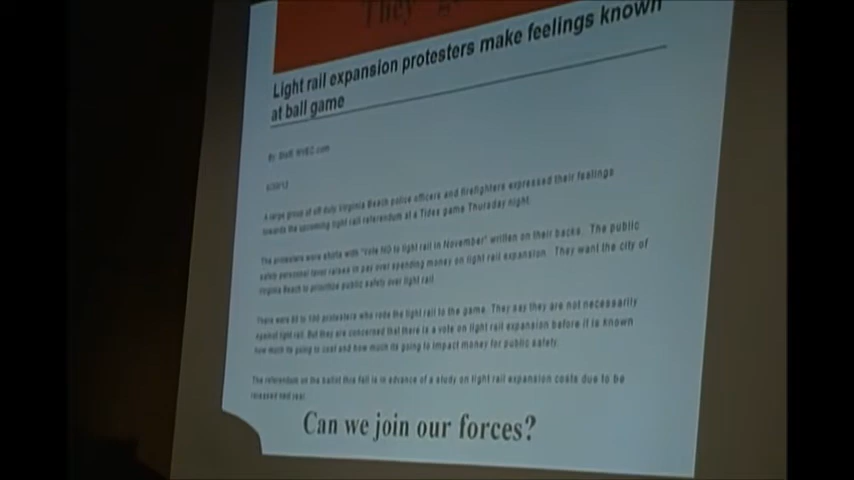 They
Light rail expansion protesters make feelings known
at ball game
By: Staff, WVEC.com
A large group of off duty Virginia Beach police officers and firefighters expressed their feelings
towards the upcoming light rail referendum at a Tides game Thursday night.
The protesters wore shirts with "Vote NO to light rail in November" written on their backs. The public
safety personnel favor raises in pay over spending money on light rail expansion. They want the city of
Virginia Beach to prioritize public safety over light rail.
There were to protesters who rode the light rail to the game. They say they are not necessarily
against light rail. But they are concerned that there is a vote on light rail expansion before it is known
how much its going to cost and how much its going to impact money for public safety.
The referendum on the ballot this fall is in advance of a study on light rail expansion costs due to be
released next year.
Can we join our forces?